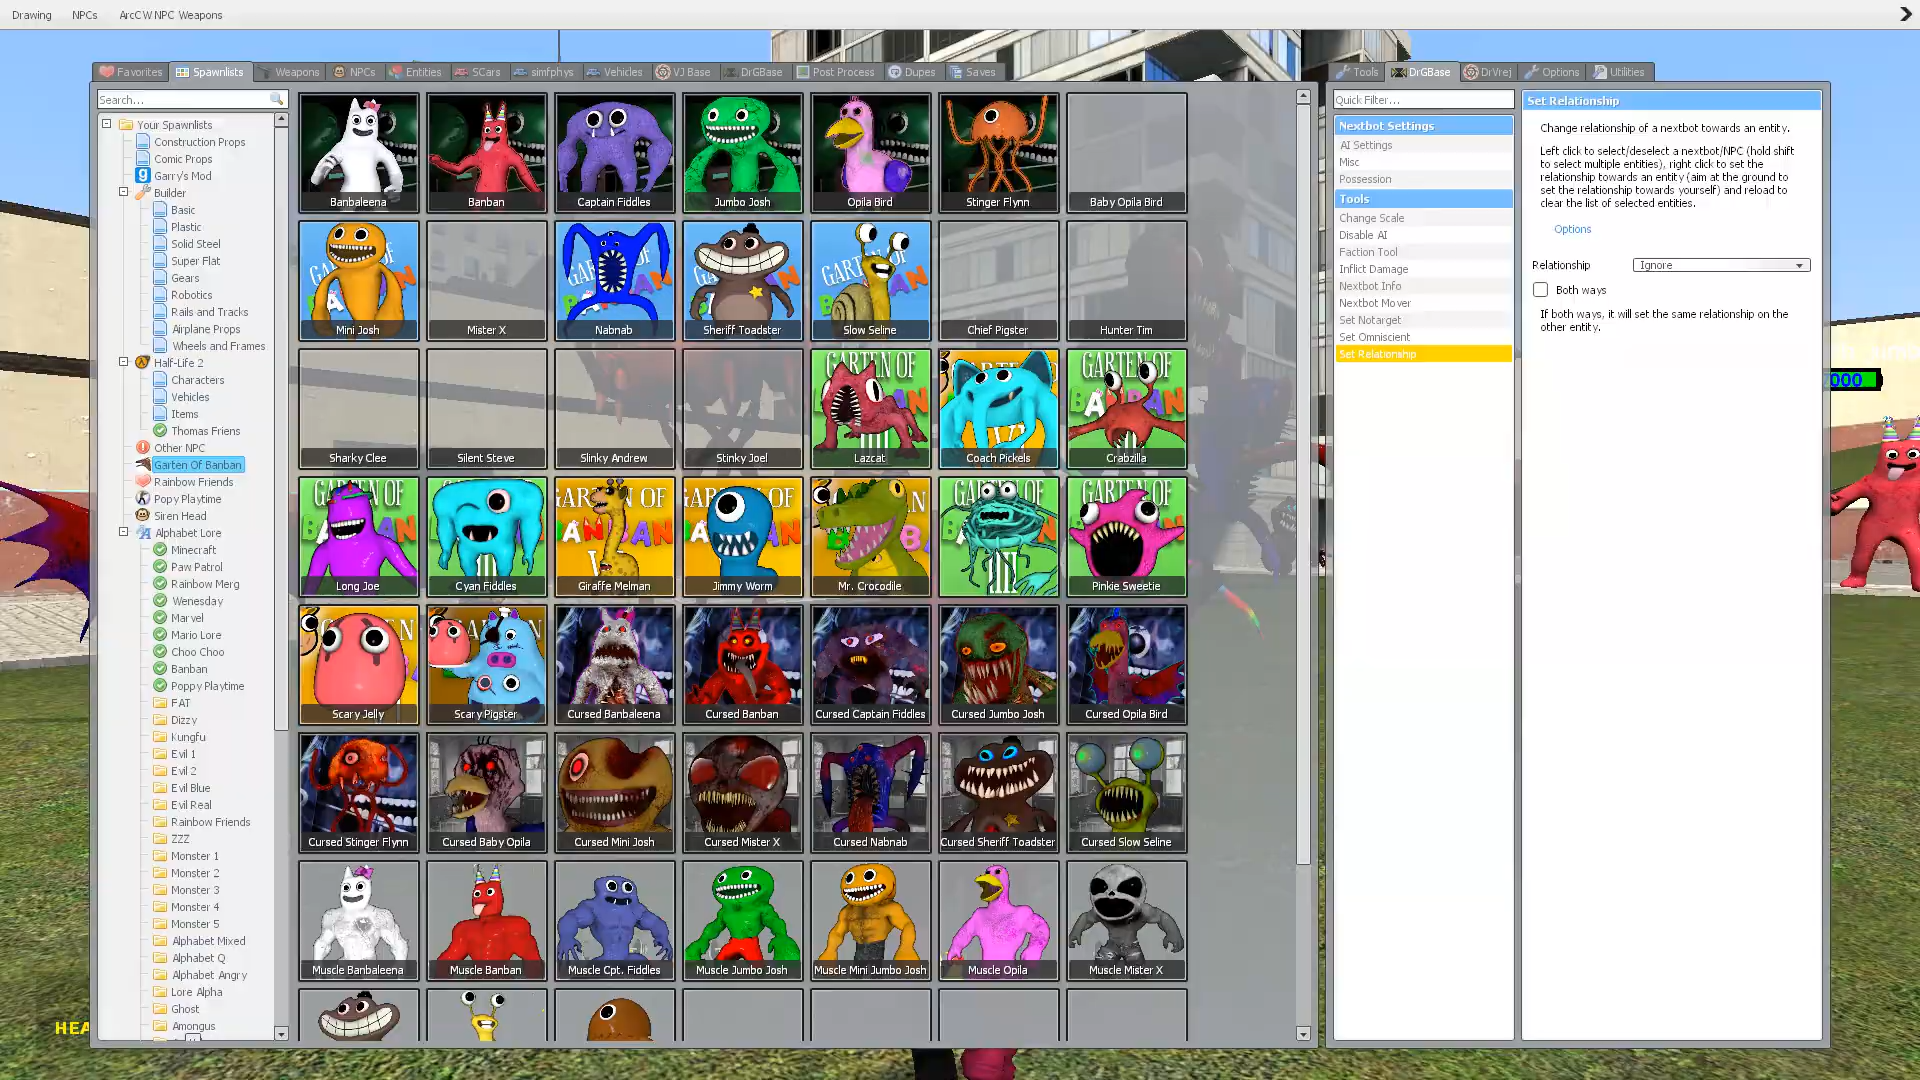 Drawing NPCs ArcCW NPC Weapons
Favorites Spawnlists Weapons NPCs Entities SCars simfphys Vehicles VJ Base DrGBase Post Process Dupes Saves
Tools DrGBase DrVrej Options Utilities
Search...
Your Spawnlists
Construction Props
Comic Props
Garry's Mod
Builder
Basic
Plastic
Solid Steel
Super Flat
Gears
Robotics
Rails and Tracks
Airplane Props
Wheels and Frames
Half-Life 2
Characters
Vehicles
Items
Thomas Friens
Other NPC
Garten Of Banban
Rainbow Friends
Popy Playtime
Siren Head
Alphabet Lore
Minecraft
Paw Patrol
Rainbow Merg
Wenesday
Marvel
Mario Lore
Choo Choo
Banban
Poppy Playtime
FAT
Dizzy
Kungfu
Evil 1
Evil 2
Evil Blue
Evil Real
Rainbow Friends
ZZZ
Monster 1
Monster 2
Monster 3
Monster 4
Monster 5
Alphabet Mixed
Alphabet Q
Alphabet Angry
Lore Alpha
Ghost
Amongus
HEA
Banbaleena Banban Captain Fiddles Jumbo Josh Opila Bird Stinger Flynn Baby Opila Bird
Mini Josh Mister X Nabnab Sheriff Toadster Slow Seline Chief Pigster Hunter Tim
GARTEN OF GARTEN OF
Sharky Clee Silent Steve Slinky Andrew Stinky Joel Lazcat Coach Pickels Crabzilla
Long Joe Cyan Fiddles Giraffe Melman Jimmy Worm Mr. Crocodile Pinkie Sweetie
Scary Jelly Scary Pigster Cursed Banbaleena Cursed Banban Cursed Captain Fiddles Cursed Jumbo Josh Cursed Opila Bird
Cursed Stinger Flynn Cursed Baby Opila Cursed Mini Josh Cursed Mister X Cursed Nabnab Cursed Sheriff Toadster Cursed Slow Seline
Muscle Banbaleena Muscle Banban Muscle Cpt. Fiddles Muscle Jumbo Josh Muscle Mini Jumbo Josh Muscle Opila Muscle Mister X
Quick Filter...
Nextbot Settings
AI Settings
Misc
Possession
Tools
Change Scale
Disable AI
Faction Tool
Inflict Damage
Nextbot Info
Nextbot Mover
Set Notarget
Set Omniscient
Set Relationship
Set Relationship
Change relationship of a nextbot towards an entity.
Left click to select/deselect a nextbot/NPC (hold shift
to select multiple entities), right click to set the
relationship towards an entity (aim at the ground to
set the relationship towards yourself) and reload to
clear the list of selected entities.
Options
Relationship Ignore
Both ways
If both ways, it will set the same relationship on the
other entity.
000